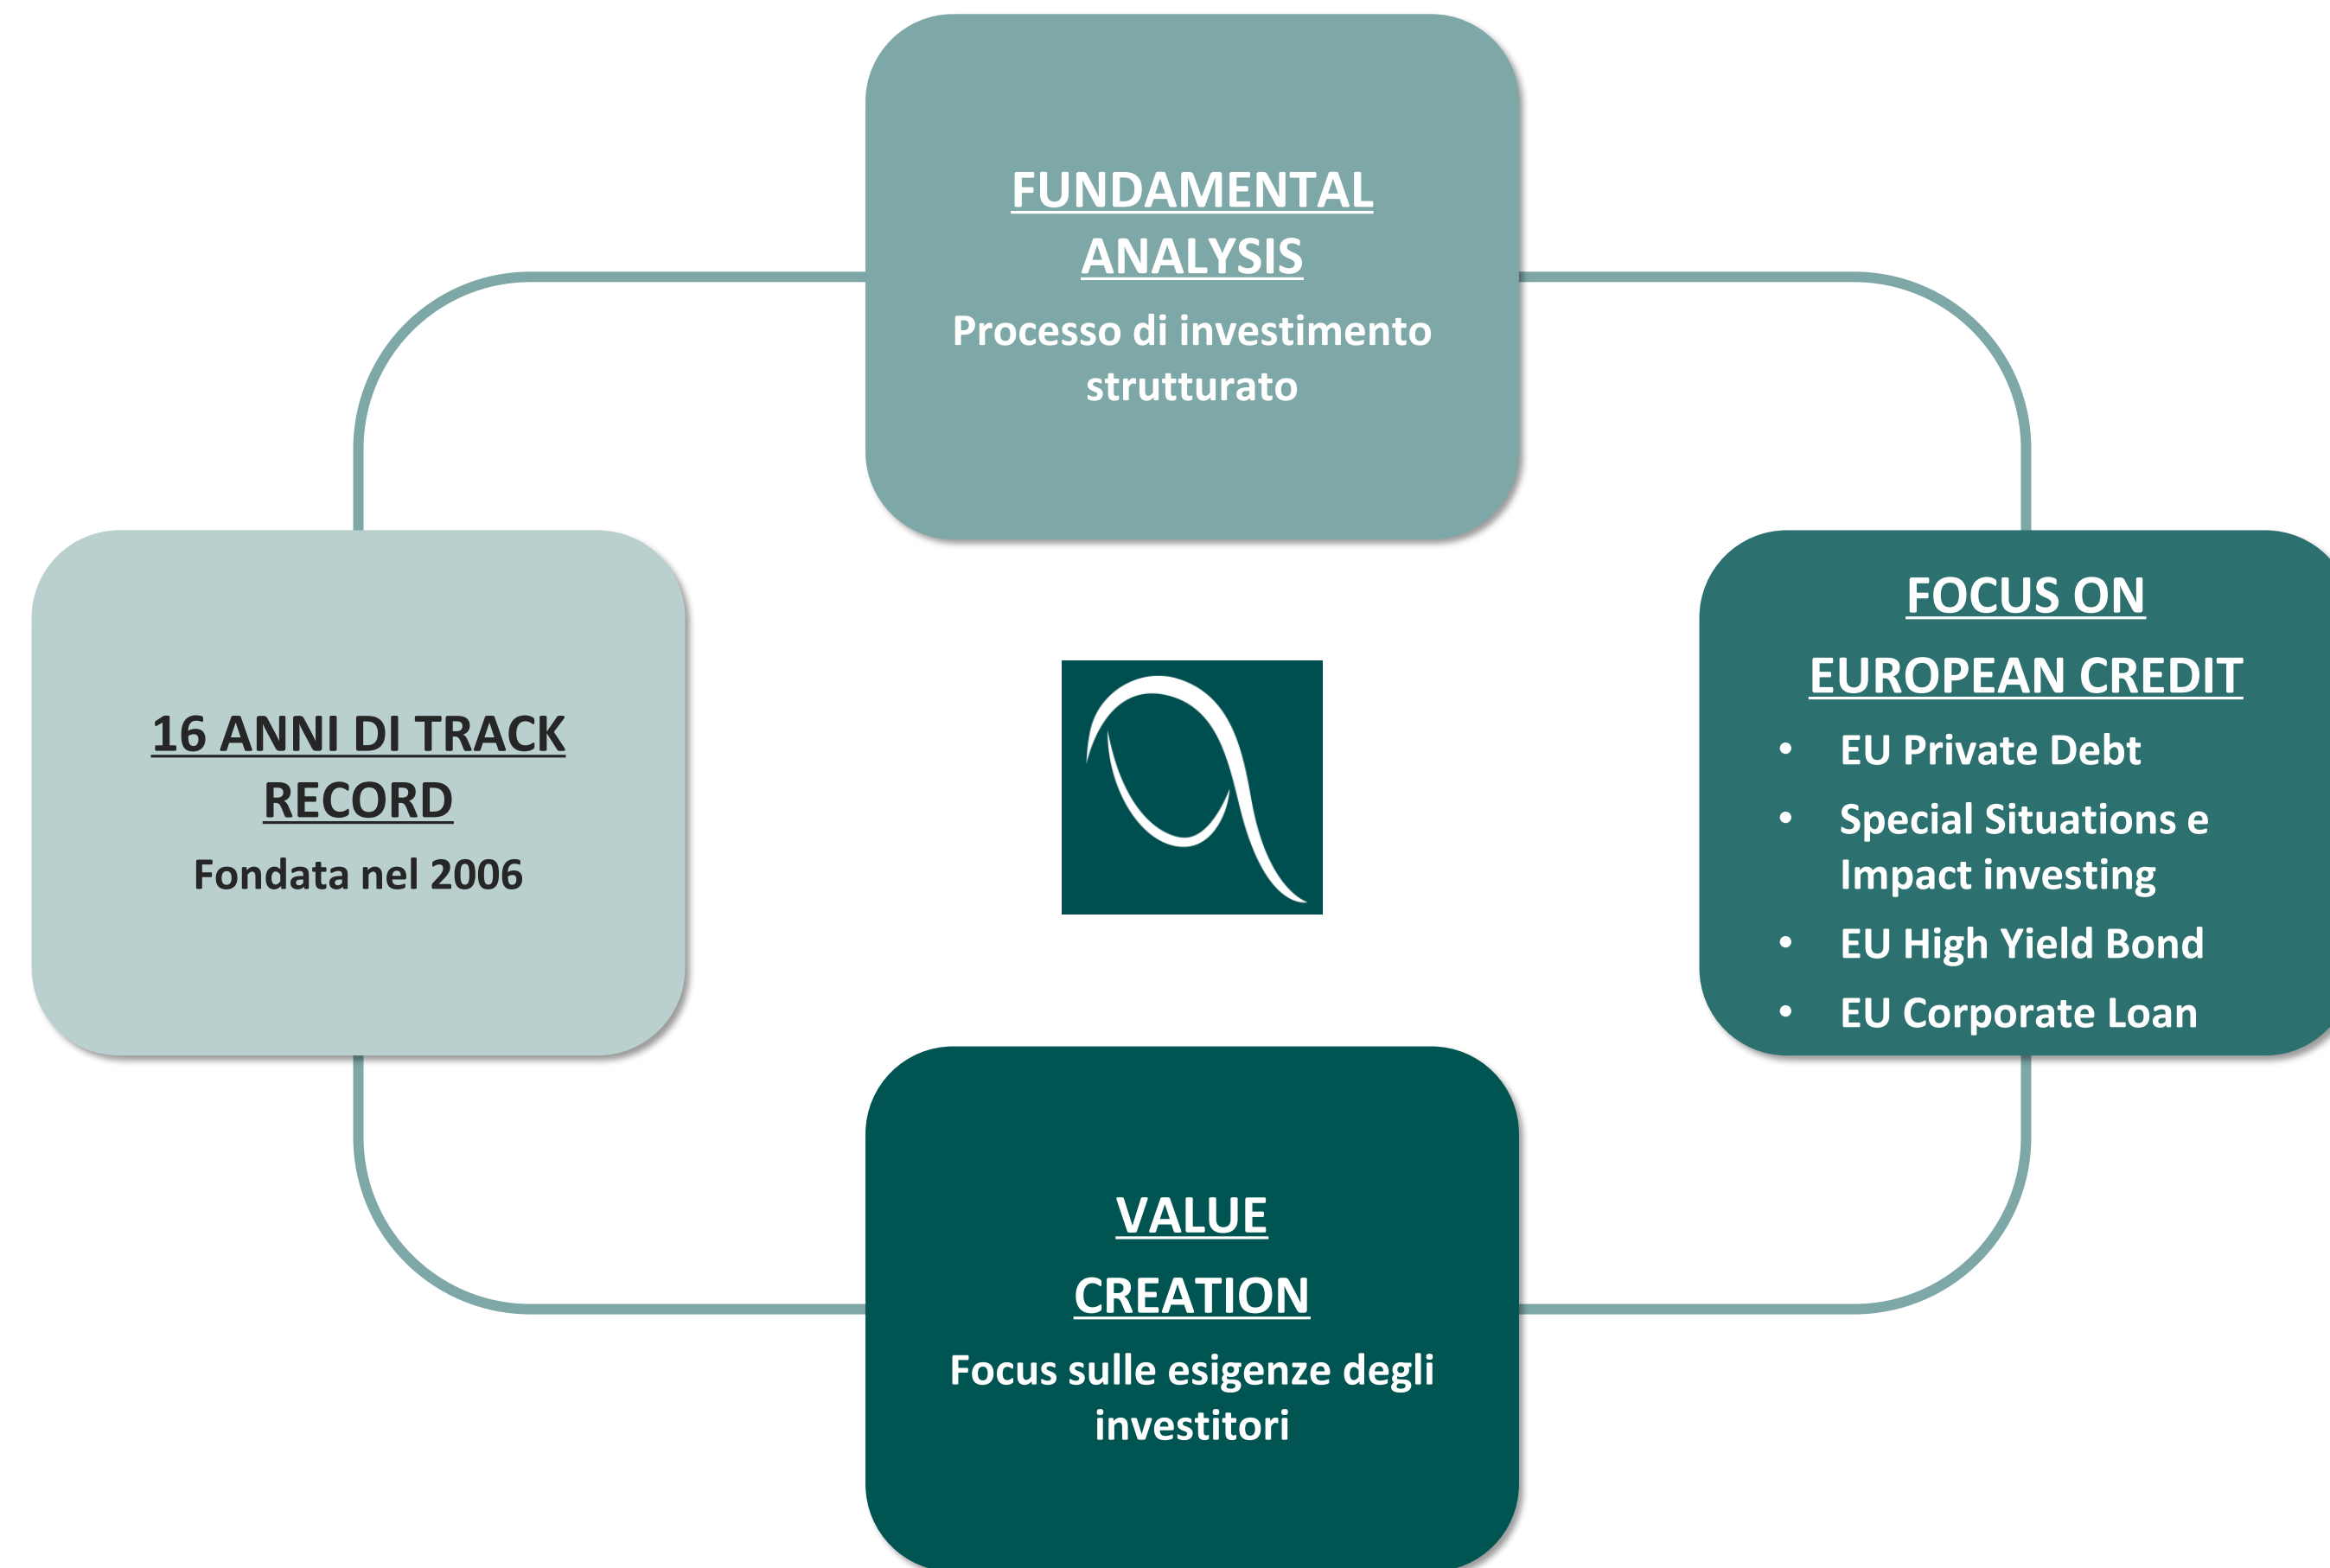 FUNDAMENTAL
ANALYSIS
Processo di investimento
strutturato
16 ANNI DI TRACK
RECORD
Fondata nel 2006
FOCUS ON
EUROPEAN CREDIT
• EU Private Debt
• Special Situations e
Impact investing
• EU High Yield Bond
• EU Corporate Loan
VALUE
CREATION
Focus sulle esigenze degli
investitori